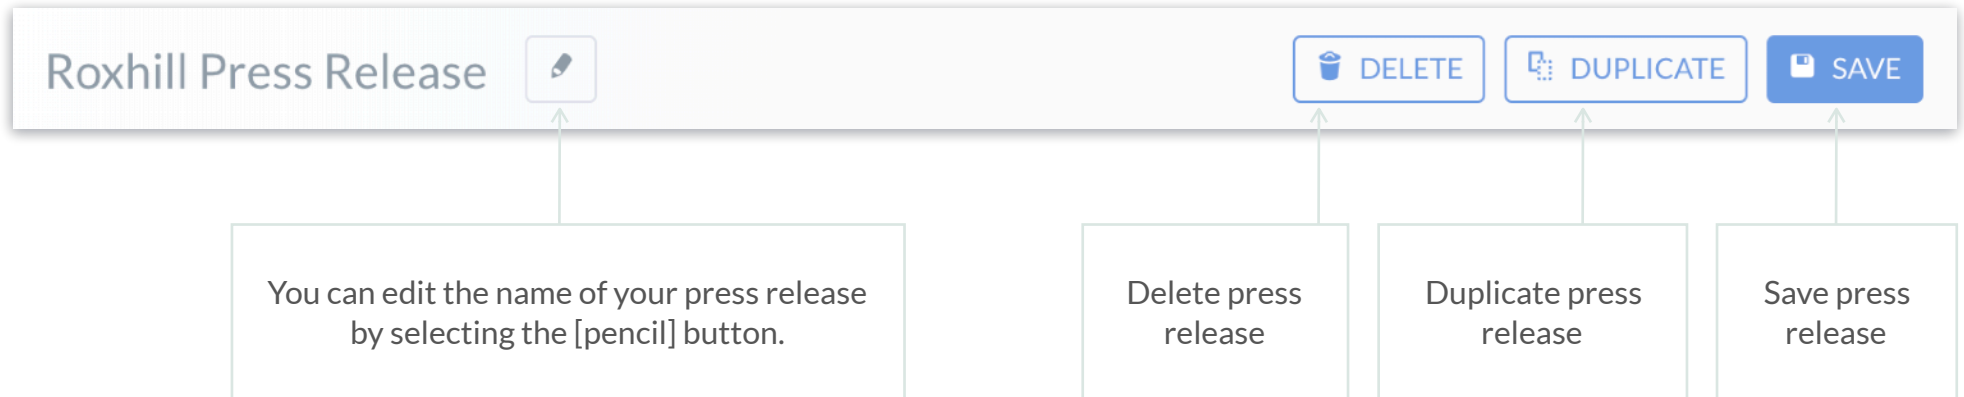 Roxhill Press Release
DELETE
DUPLICATE
SAVE
You can edit the name of your press release
by selecting the [pencil] button.
Delete press
release
Duplicate press
release
Save press
release